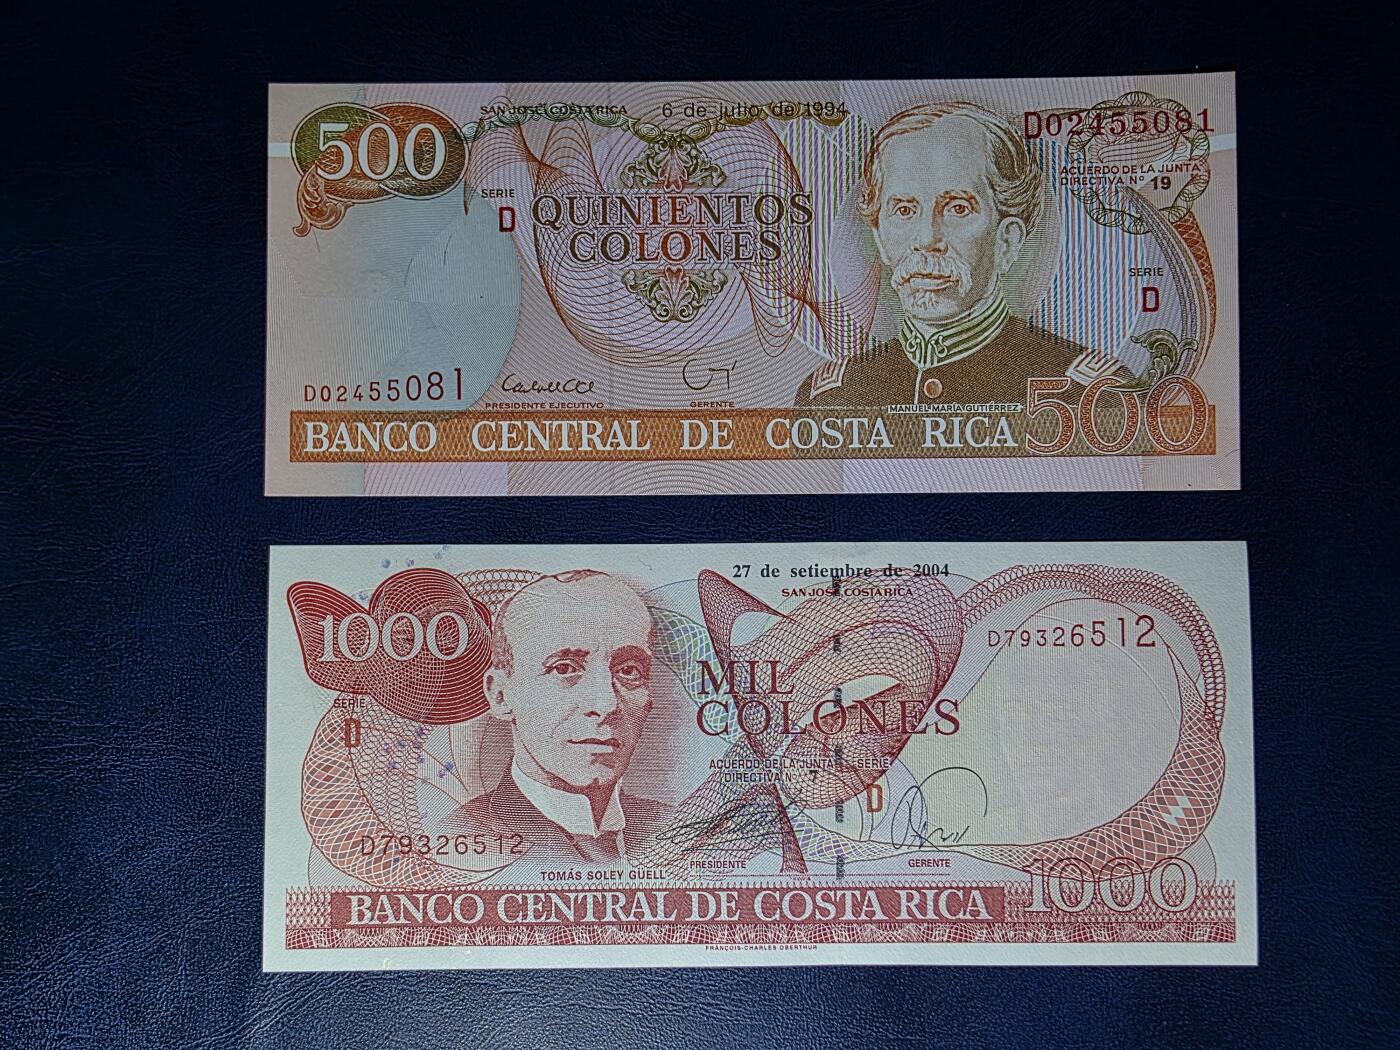 500
SAN JOSE, COSTA RICA 6 de julio de 1994
D02455081
ACUERDO DE LA JUNTA
DIRECTIVA Nº 19
SERIE
D
QUINIENTOS
COLONES
SERIE
D
D02455081
PRESIDENTE EJECUTIVO
GERENTE
MANUEL MARÍA GUTIÉRREZ
500
BANCO CENTRAL DE COSTA RICA
27 de setiembre de 2004
SAN JOSÉ, COSTA RICA
1000
D79326512
MIL
COLONES
SERIE
D
ACUERDO DE LA JUNTA
DIRECTIVA Nº 7
SERIE
D
D79326512
PRESIDENTE
GERENTE
TOMÁS SOLEY GÜELL
1000
BANCO CENTRAL DE COSTA RICA
FRANÇOIS-CHARLES OBERTHUR